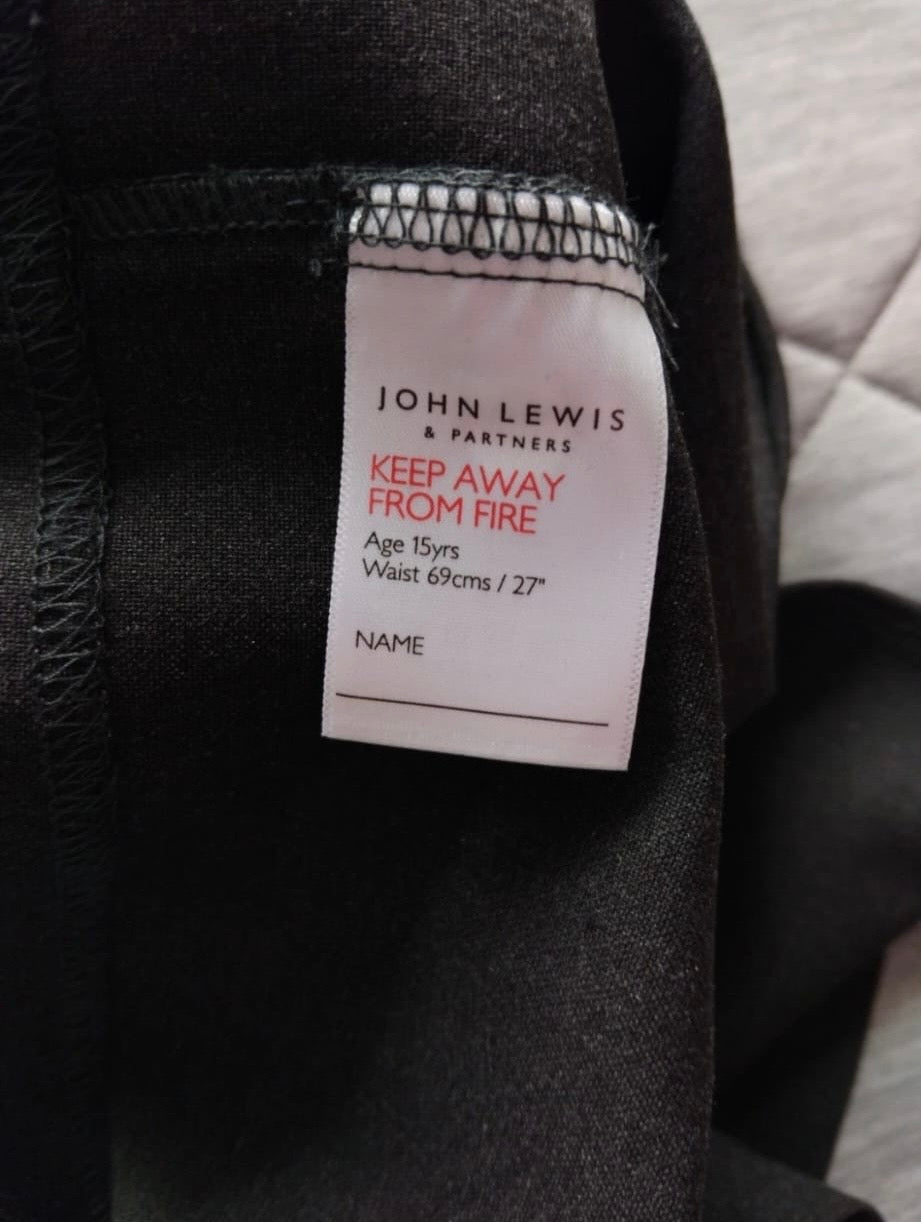 JOHN LEWIS
& PARTNERS
KEEP AWAY
FROM FIRE
Age 15yrs
Waist 69cms / 27"
NAME